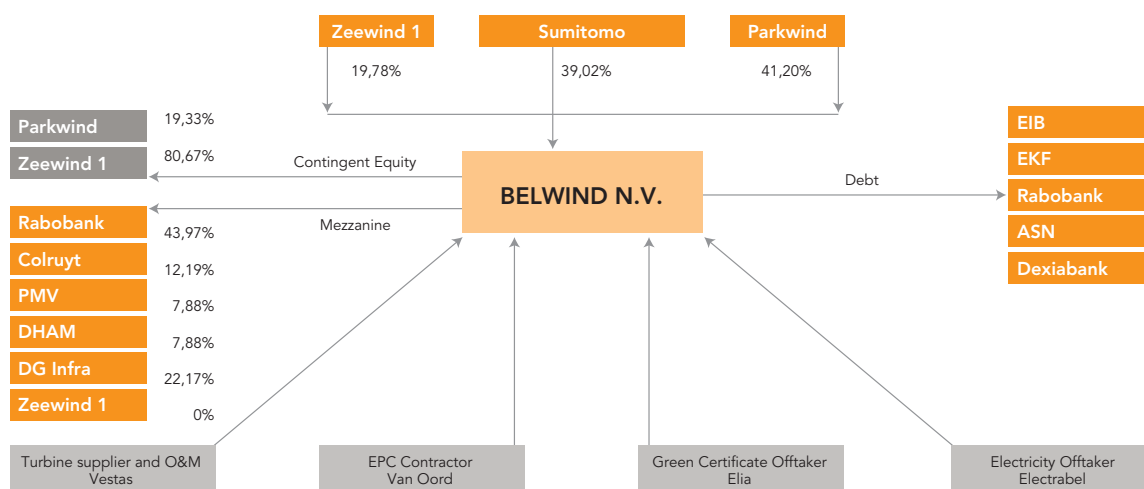 Zeewind 1
Sumitomo
Parkwind
19,78%
39,02%
41,20%
Parkwind
19,33%
Zeewind 1
80,67%
Contingent Equity
Mezzanine
BELWIND N.V.
Debt
EIB
EKF
Rabobank
ASN
Dexiabank
Rabobank
43,97%
Colruyt
12,19%
PMV
7,88%
DHAM
7,88%
DG Infra
22,17%
Zeewind 1
0%
Turbine supplier and O&M
Vestas
EPC Contractor
Van Oord
Green Certificate Offtaker
Elia
Electricity Offtaker
Electrabel